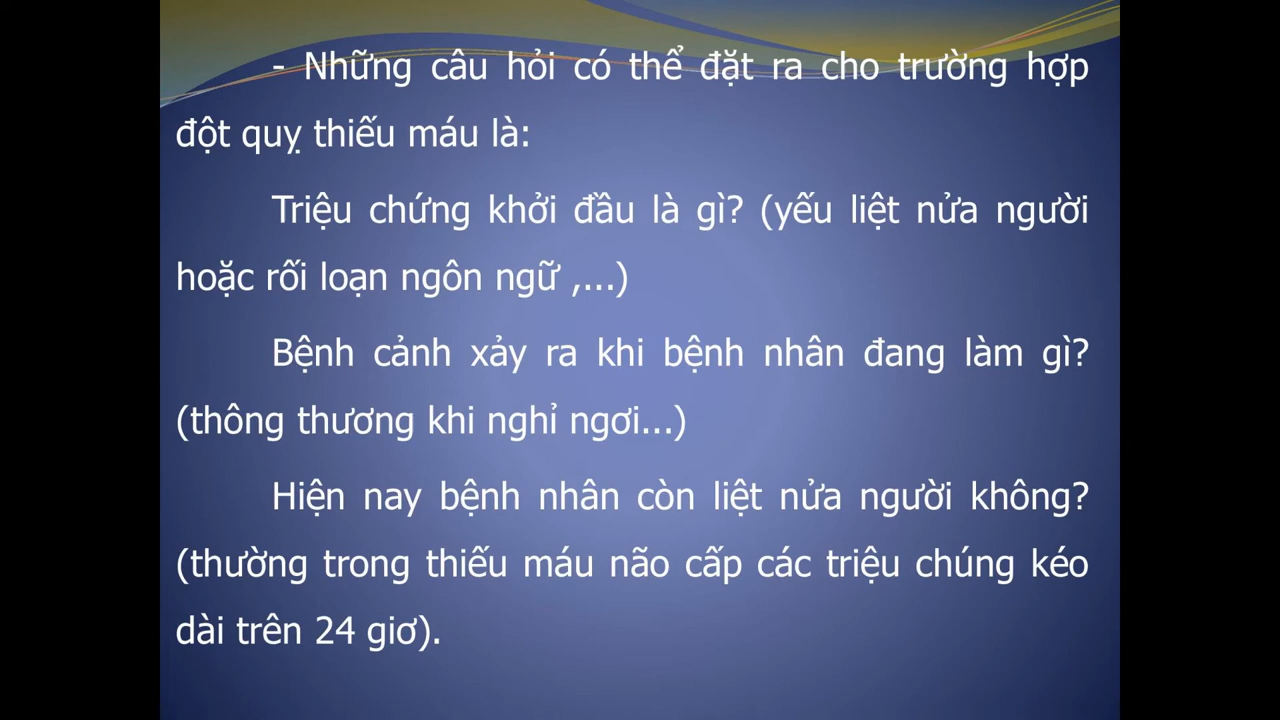 - Những câu hỏi có thể đặt ra cho trường hợp
đột quỵ thiếu máu là:
Triệu chứng khởi đầu là gì? (yếu liệt nửa người
hoặc rối loạn ngôn ngữ ,...)
Bệnh cảnh xảy ra khi bệnh nhân đang làm gì?
(thông thương khi nghỉ ngơi...)
Hiện nay bệnh nhân còn liệt nửa người không?
(thường trong thiếu máu não cấp các triệu chúng kéo
dài trên 24 giơ).